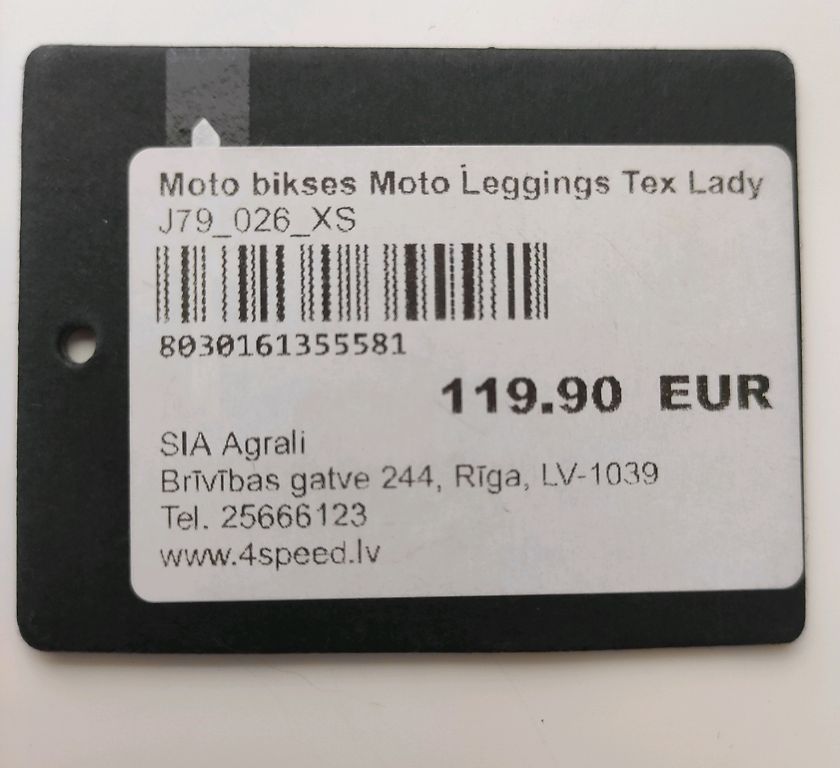 Moto bikses Moto Leggings Tex Lady
J79_026_XS
8030161355581
119.90 EUR
SIA Agrali
Brīvības gatve 244, Rīga, LV-1039
Tel. 25666123
www.4speed.lv